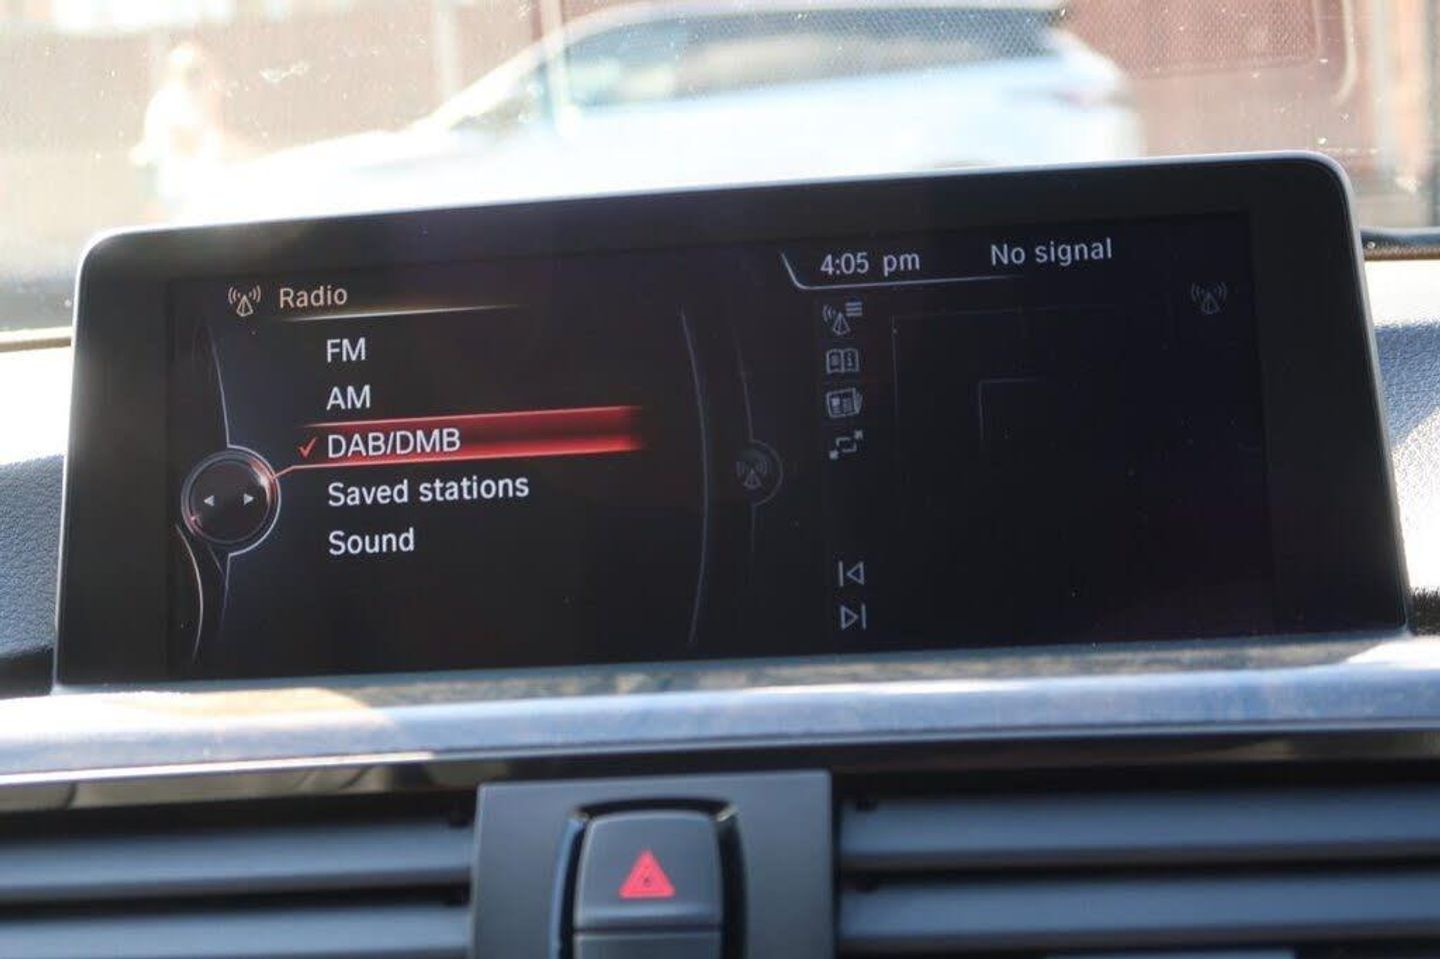 Radio
FM
AM
DAB/DMB
Saved stations
Sound
4:05 pm
No signal